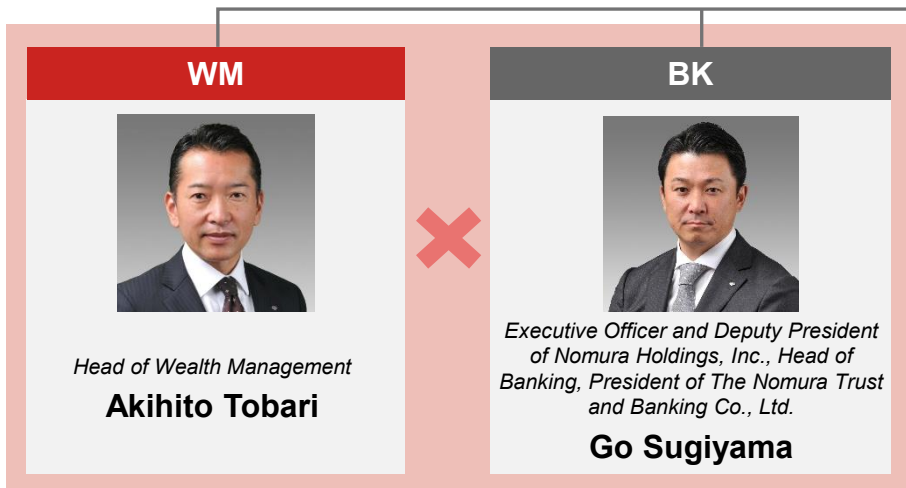 WM
Head of Wealth Management
Akihito Tobari
BK
Executive Officer and Deputy President
of Nomura Holdings, Inc., Head of
Banking, President of The Nomura Trust
and Banking Co., Ltd.
Go Sugiyama